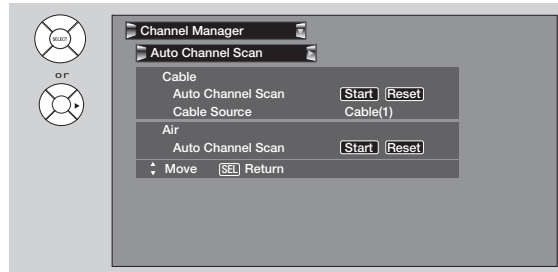 SELECT
or
Channel Manager
Auto Channel Scan
Cable
Auto Channel Scan Start Reset
Cable Source Cable(1)
Air
Auto Channel Scan Start Reset
Move SEL Return